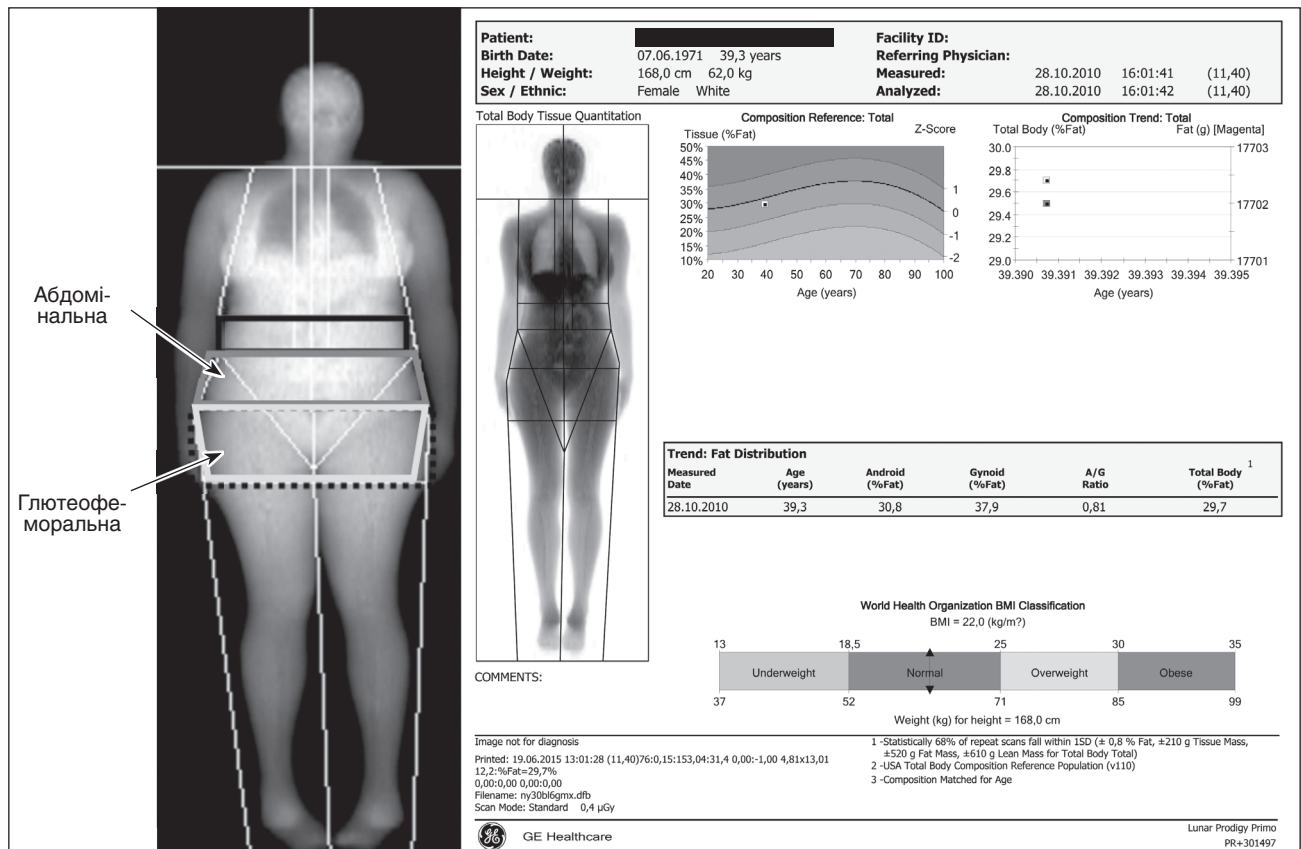 Абдомі-
нальна
Глютеофе-
моральна
Patient:
Birth Date: 07.06.1971 39,3 years
Height / Weight: 168,0 cm 62,0 kg
Sex / Ethnic: Female White
Facility ID:
Referring Physician:
Measured: 28.10.2010 16:01:41 (11,40)
Analyzed: 28.10.2010 16:01:42 (11,40)
Total Body Tissue Quantitation
Composition Reference: Total
Tissue (%Fat) Z-Score
50%
45%
40%
35%
30%
25%
20%
15%
10%
1
0
-1
-2
20 30 40 50 60 70 80 90 100
Age (years)
Composition Trend: Total
Total Body (%Fat) Fat (g) [Magenta]
30.0
29.8
29.6
29.4
29.2
29.0
17703
17702
17701
39.390 39.391 39.392 39.393 39.394 39.395
Age (years)
Trend: Fat Distribution
Measured Date Age (years) Android (%Fat) Gynoid (%Fat) A/G Ratio Total Body (%Fat) 1
28.10.2010 39,3 30,8 37,9 0,81 29,7
World Health Organization BMI Classification
BMI = 22,0 (kg/m?)
13 18,5 25 30 35
Underweight Normal Overweight Obese
37 52 71 85 99
Weight (kg) for height = 168,0 cm
COMMENTS:
Image not for diagnosis
Printed: 19.06.2015 13:01:28 (11,40)76:0,15:153,04:31,4 0,00:-1,00 4,81x13,01
12,2:%Fat=29,7%
0,00:0,00 0,00:0,00
Filename: ny30bl6gmx.dfb
Scan Mode: Standard 0,4 µGy
1 -Statistically 68% of repeat scans fall within 1SD (± 0,8 % Fat, ±210 g Tissue Mass,
±520 g Fat Mass, ±610 g Lean Mass for Total Body Total)
2 -USA Total Body Composition Reference Population (v110)
3 -Composition Matched for Age
GE Healthcare
Lunar Prodigy Primo
PR+301497